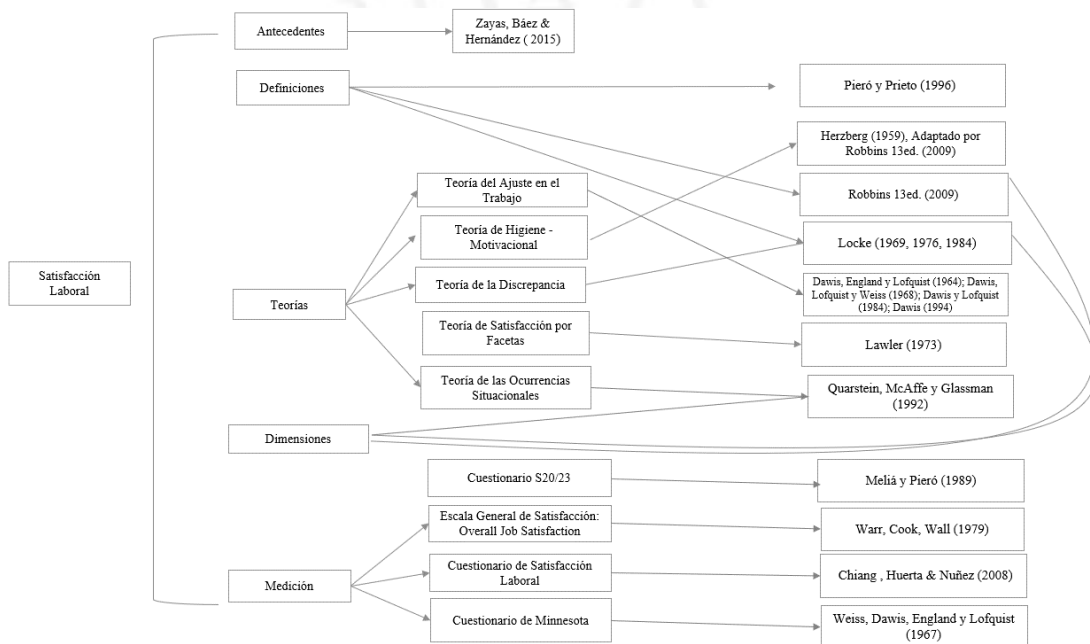 Satisfacción
Laboral
Antecedentes
Zayas, Báez &
Hernández ( 2015)
Definiciones
Pieró y Prieto (1996)
Herzberg (1959), Adaptado por
Robbins 13ed. (2009)
Robbins 13ed. (2009)
Locke (1969, 1976, 1984)
Dawis, England y Lofquist (1964); Dawis,
Lofquist y Weiss (1968); Dawis y Lofquist
(1984); Dawis (1994)
Lawler (1973)
Quarstein, McAffe y Glassman
(1992)
Teorías
Teoría del Ajuste en el
Trabajo
Teoría de Higiene -
Motivacional
Teoría de la Discrepancia
Teoría de Satisfacción por
Facetas
Teoría de las Ocurrencias
Situacionales
Dimensiones
Medición
Cuestionario S20/23
Meliá y Pieró (1989)
Escala General de Satisfacción:
Overall Job Satisfaction
Warr, Cook, Wall (1979)
Cuestionario de Satisfacción
Laboral
Chiang , Huerta & Nuñez (2008)
Cuestionario de Minnesota
Weiss, Dawis, England y Lofquist
(1967)